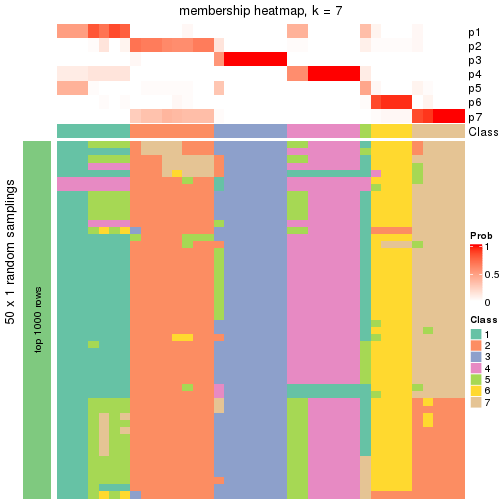 membership heatmap, k = 7
p1
p2
p3
p4
p5
p6
p7
Class
50 x 1 random samplings
top 1000 rows
Prob
1
0.5
0
Class
1
2
3
4
5
6
7